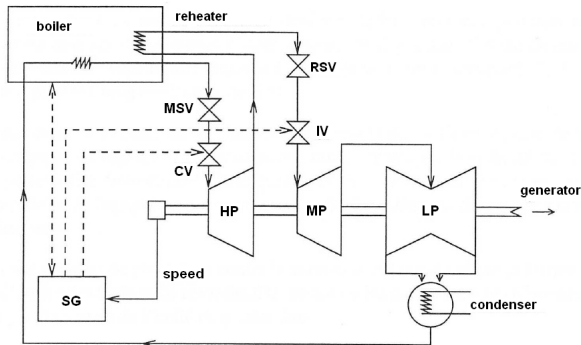 reheater
boiler
RSV
MSV
IV
CV
generator
HP
MP
LP
speed
SG
condenser